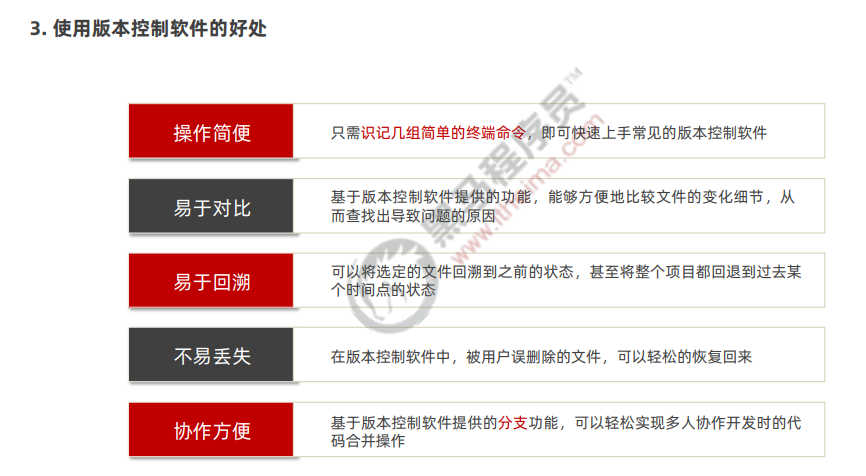 3. 使用版本控制软件的好处
操作简便
只需识记几组简单的终端命令，即可快速上手常见的版本控制软件
易于对比
基于版本控制软件提供的功能，能够方便地比较文件的变化细节，从
而查找出导致问题的原因
易于回溯
可以将选定的文件回溯到之前的状态，甚至将整个项目都回退到过去某
个时间点的状态
不易丢失
在版本控制软件中，被用户误删除的文件，可以轻松的恢复回来
协作方便
基于版本控制软件提供的分支功能，可以轻松实现多人协作开发时的代
码合并操作
黑马程序员™
www.itheima.com